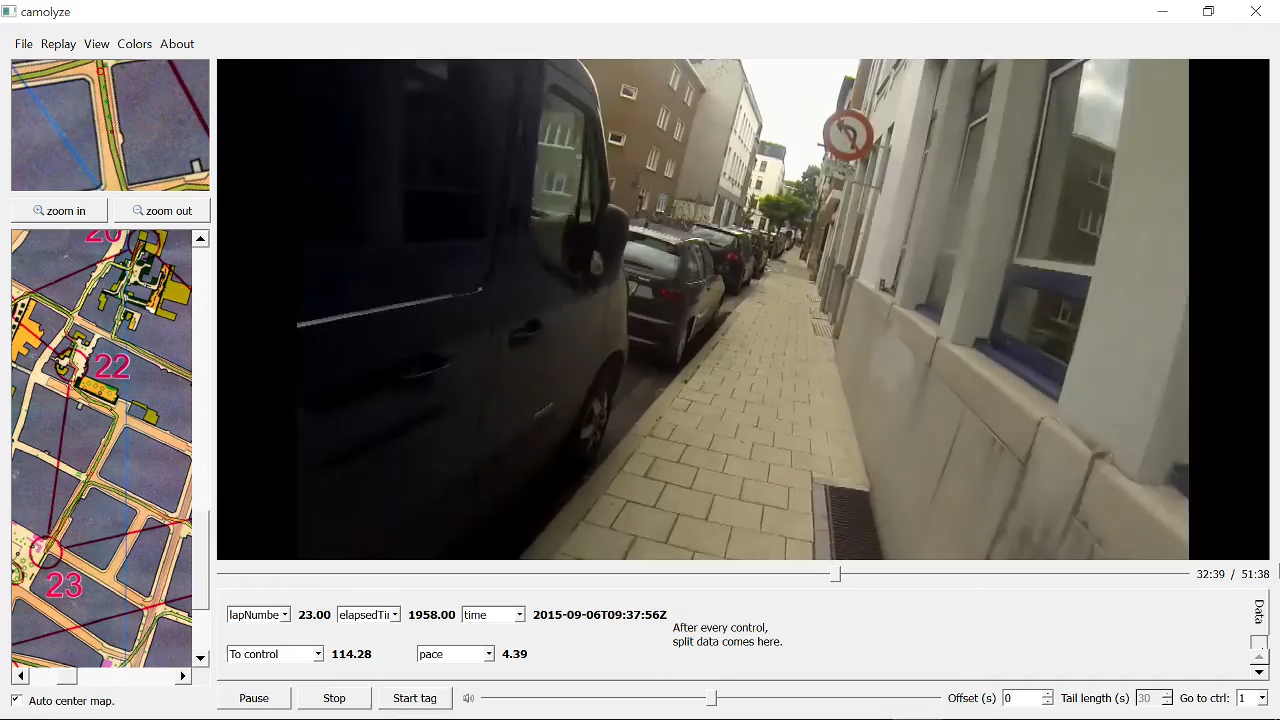 camolyze
File Replay View Colors About
zoom in zoom out
22
23
32:39 / 51:38
lapNumbe 23.00 elapsedTii 1958.00 time 2015-09-06T09:37:56Z
After every control,
split data comes here.
Data
To control 114.28 pace 4.39
Auto center map.
Pause Stop Start tag Offset (s) 0 Tail length (s) 30 Go to ctrl: 1